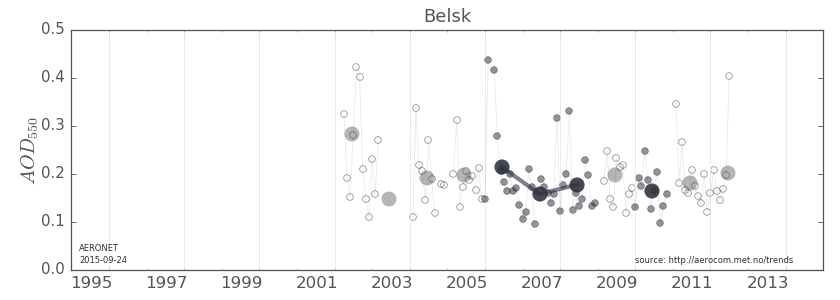 Belsk
0.5
0.4
0.3
0.2
0.1
0.0
AOD550
AERONET
2015-09-24
source: http://aerocom.met.no/trends
1995 1997 1999 2001 2003 2005 2007 2009 2011 2013